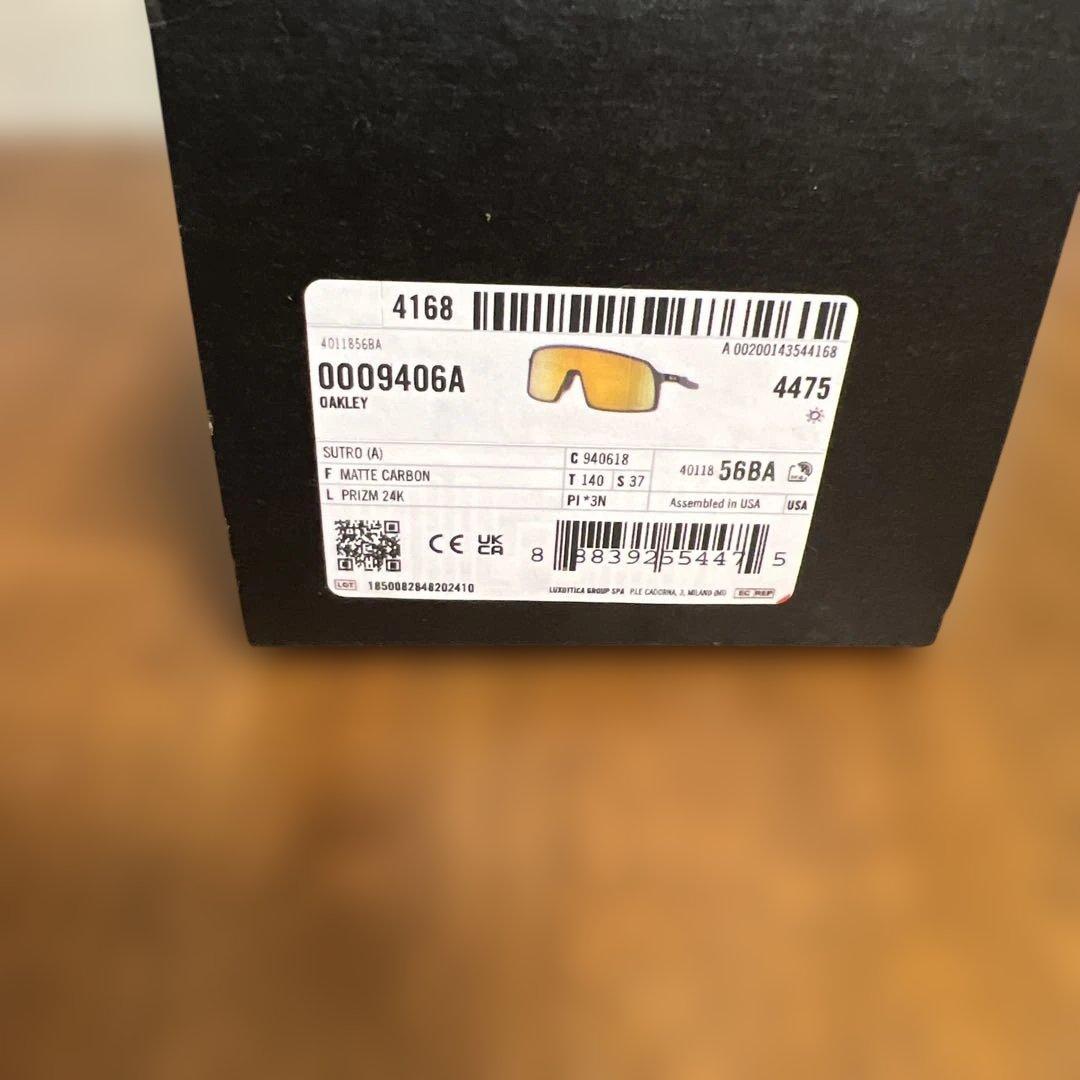 4168
A 00200143544168
4011856BA
0009406A
OAKLEY
4475
SUTRO (A)
C 940618
F MATTE CARBON
T 140 S 37
40118 56BA
L PRIZM 24K
PI *3N
Assembled in USA
USA
CE UK CA
8 883925 54475
LOT 1850082848202410
LUXOTTICA GROUP SPA P.LE CADORNA, 3, MILANO (MI) EC REP